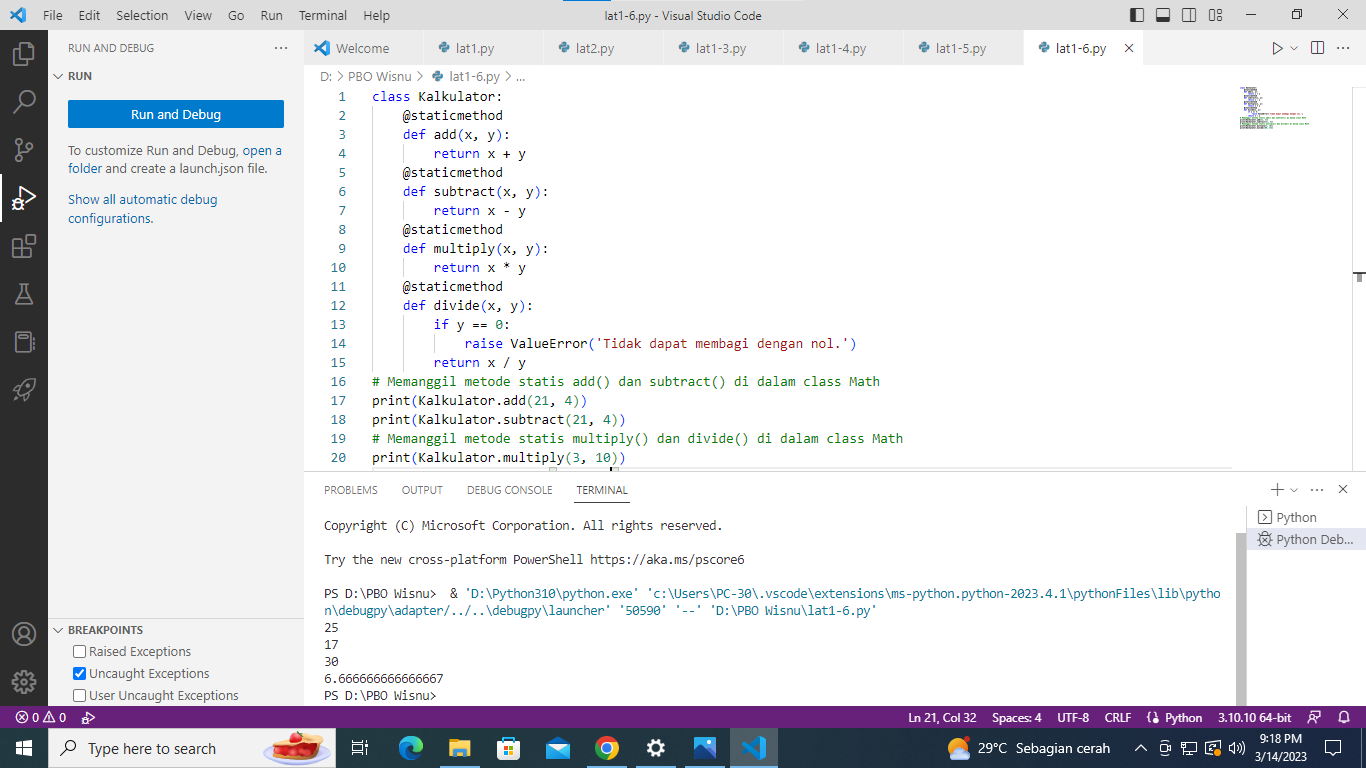 File Edit Selection View Go Run Terminal Help
lat1-6.py - Visual Studio Code
RUN AND DEBUG
RUN
Run and Debug
To customize Run and Debug, open a
folder and create a launch.json file.
Show all automatic debug
configurations.
BREAKPOINTS
Raised Exceptions
Uncaught Exceptions
User Uncaught Exceptions
Welcome lat1.py lat2.py lat1-3.py lat1-4.py lat1-5.py lat1-6.py
D: > PBO Wisnu > lat1-6.py > ...
1 class Kalkulator:
2 @staticmethod
3 def add(x, y):
4 return x + y
5 @staticmethod
6 def subtract(x, y):
7 return x - y
8 @staticmethod
9 def multiply(x, y):
10 return x * y
11 @staticmethod
12 def divide(x, y):
13 if y == 0:
14 raise ValueError('Tidak dapat membagi dengan nol.')
15 return x / y
16 # Memanggil metode statis add() dan subtract() di dalam class Math
17 print(Kalkulator.add(21, 4))
18 print(Kalkulator.subtract(21, 4))
19 # Memanggil metode statis multiply() dan divide() di dalam class Math
20 print(Kalkulator.multiply(3, 10))
PROBLEMS OUTPUT DEBUG CONSOLE TERMINAL
Copyright (C) Microsoft Corporation. All rights reserved.
Try the new cross-platform PowerShell https://aka.ms/pscore6
PS D:\PBO Wisnu>  & 'D:\Python310\python.exe' 'c:\Users\PC-30\.vscode\extensions\ms-python.python-2023.4.1\pythonFiles\lib\pytho
n\debugpy\adapter/../..\debugpy\launcher' '50590' '--' 'D:\PBO Wisnu\lat1-6.py'
25
17
30
6.666666666666667
PS D:\PBO Wisnu>
Python
Python Deb...
0 0
Ln 21, Col 32 Spaces: 4 UTF-8 CRLF Python 3.10.10 64-bit
Type here to search
29°C Sebagian cerah
9:18 PM
3/14/2023